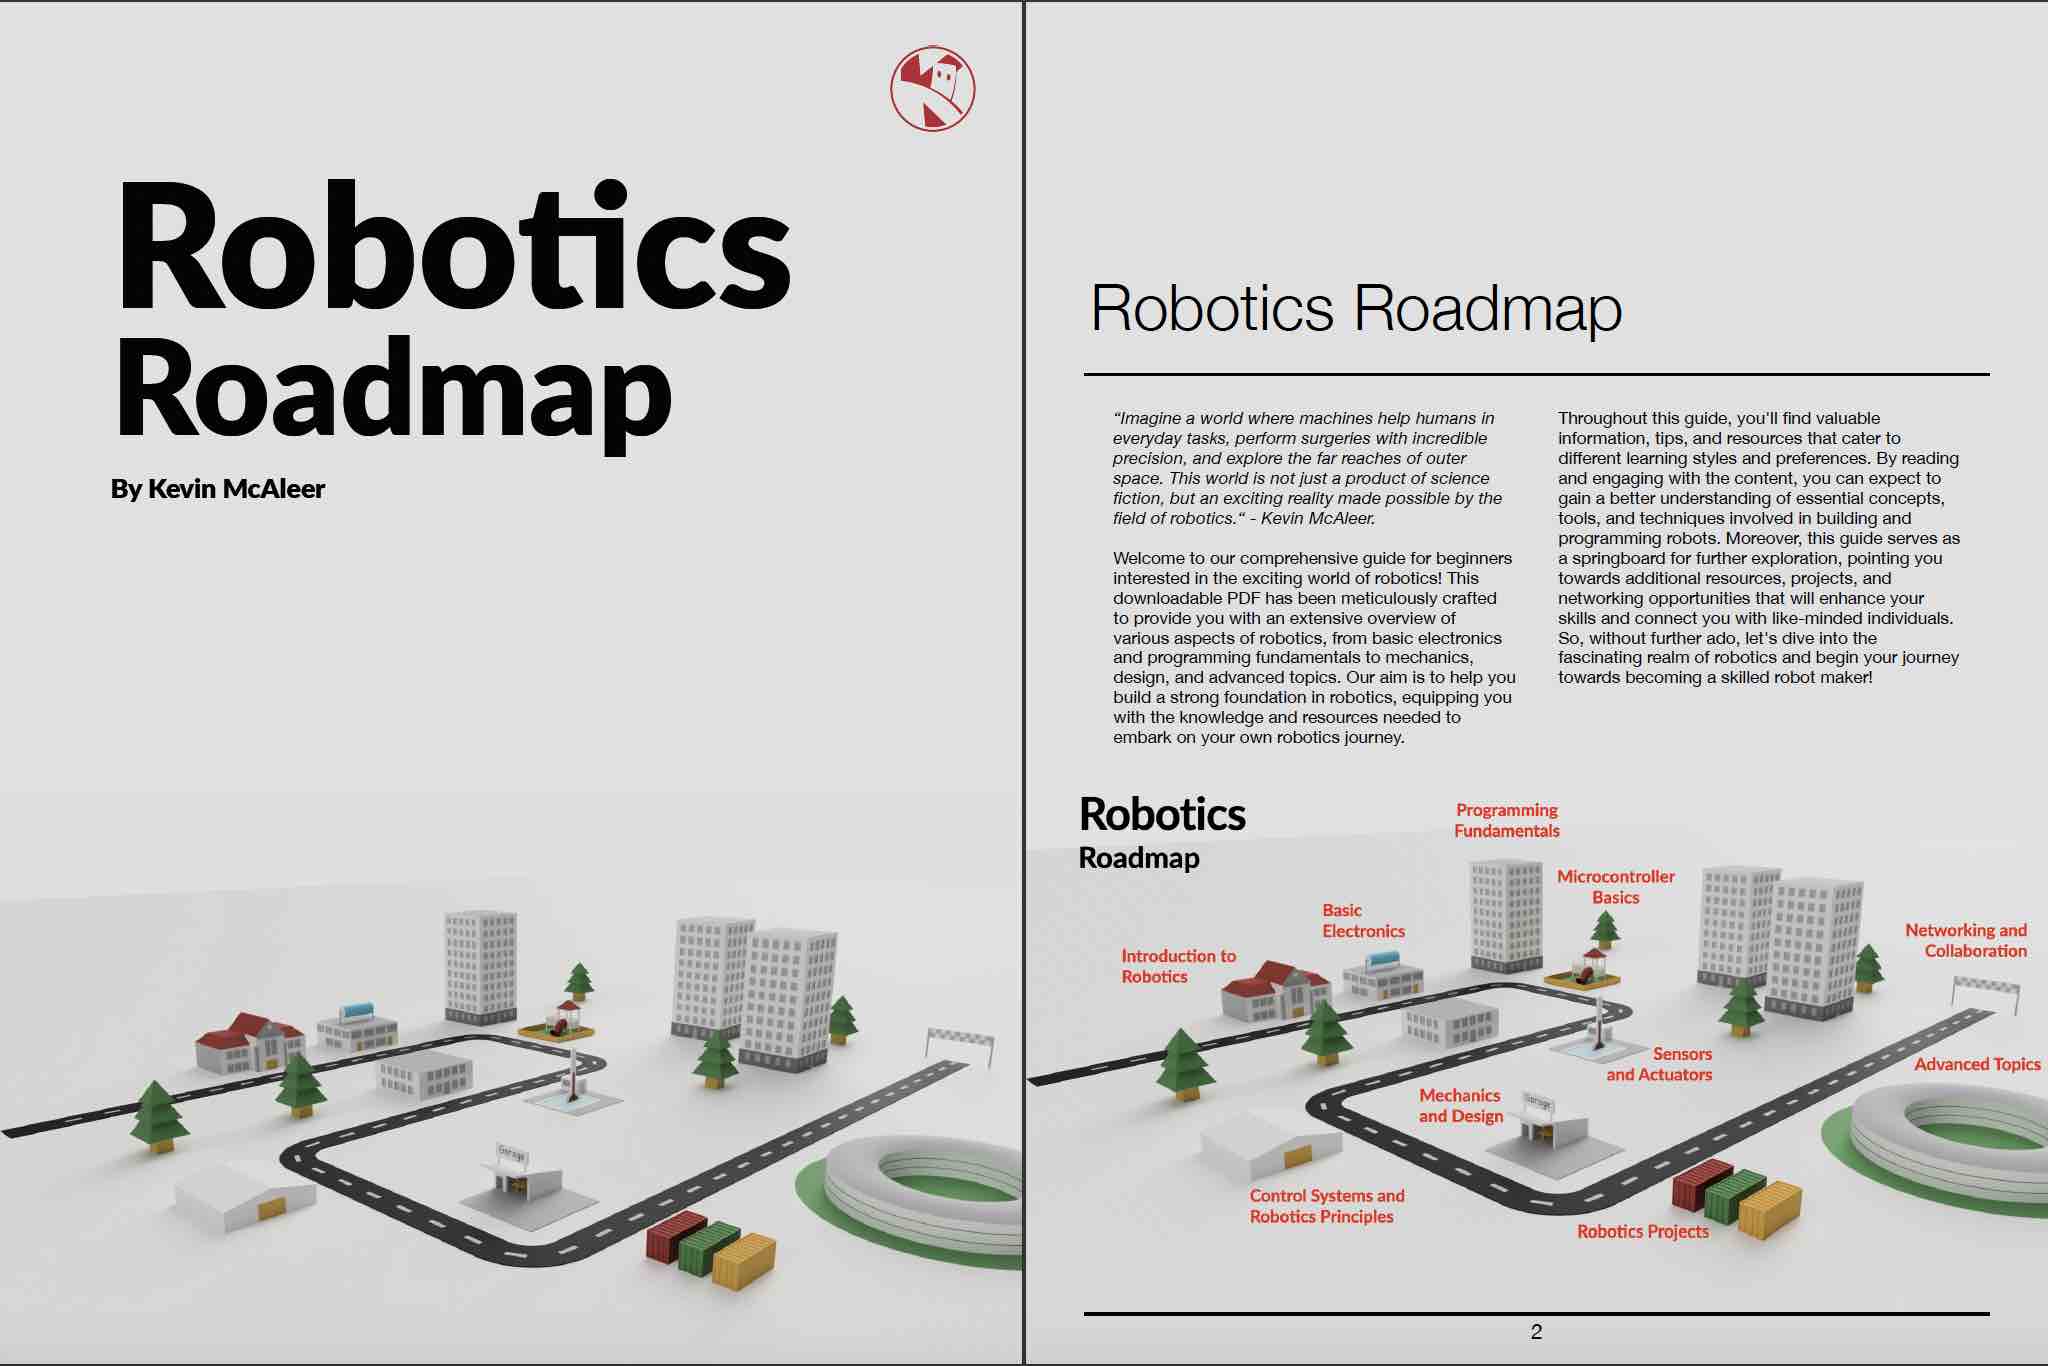 Robotics
Roadmap
By Kevin McAleer
Garage
Robotics Roadmap
“Imagine a world where machines help humans in
everyday tasks, perform surgeries with incredible
precision, and explore the far reaches of outer
space. This world is not just a product of science
fiction, but an exciting reality made possible by the
field of robotics.“ - Kevin McAleer.
Welcome to our comprehensive guide for beginners
interested in the exciting world of robotics! This
downloadable PDF has been meticulously crafted
to provide you with an extensive overview of
various aspects of robotics, from basic electronics
and programming fundamentals to mechanics,
design, and advanced topics. Our aim is to help you
build a strong foundation in robotics, equipping you
with the knowledge and resources needed to
embark on your own robotics journey.
Throughout this guide, you'll find valuable
information, tips, and resources that cater to
different learning styles and preferences. By reading
and engaging with the content, you can expect to
gain a better understanding of essential concepts,
tools, and techniques involved in building and
programming robots. Moreover, this guide serves as
a springboard for further exploration, pointing you
towards additional resources, projects, and
networking opportunities that will enhance your
skills and connect you with like-minded individuals.
So, without further ado, let's dive into the
fascinating realm of robotics and begin your journey
towards becoming a skilled robot maker!
Robotics
Roadmap
Programming
Fundamentals
Microcontroller
Basics
Basic
Electronics
Networking and
Collaboration
Introduction to
Robotics
Sensors
and Actuators
Advanced Topics
Mechanics
and Design
Garage
Control Systems and
Robotics Principles
Robotics Projects
2